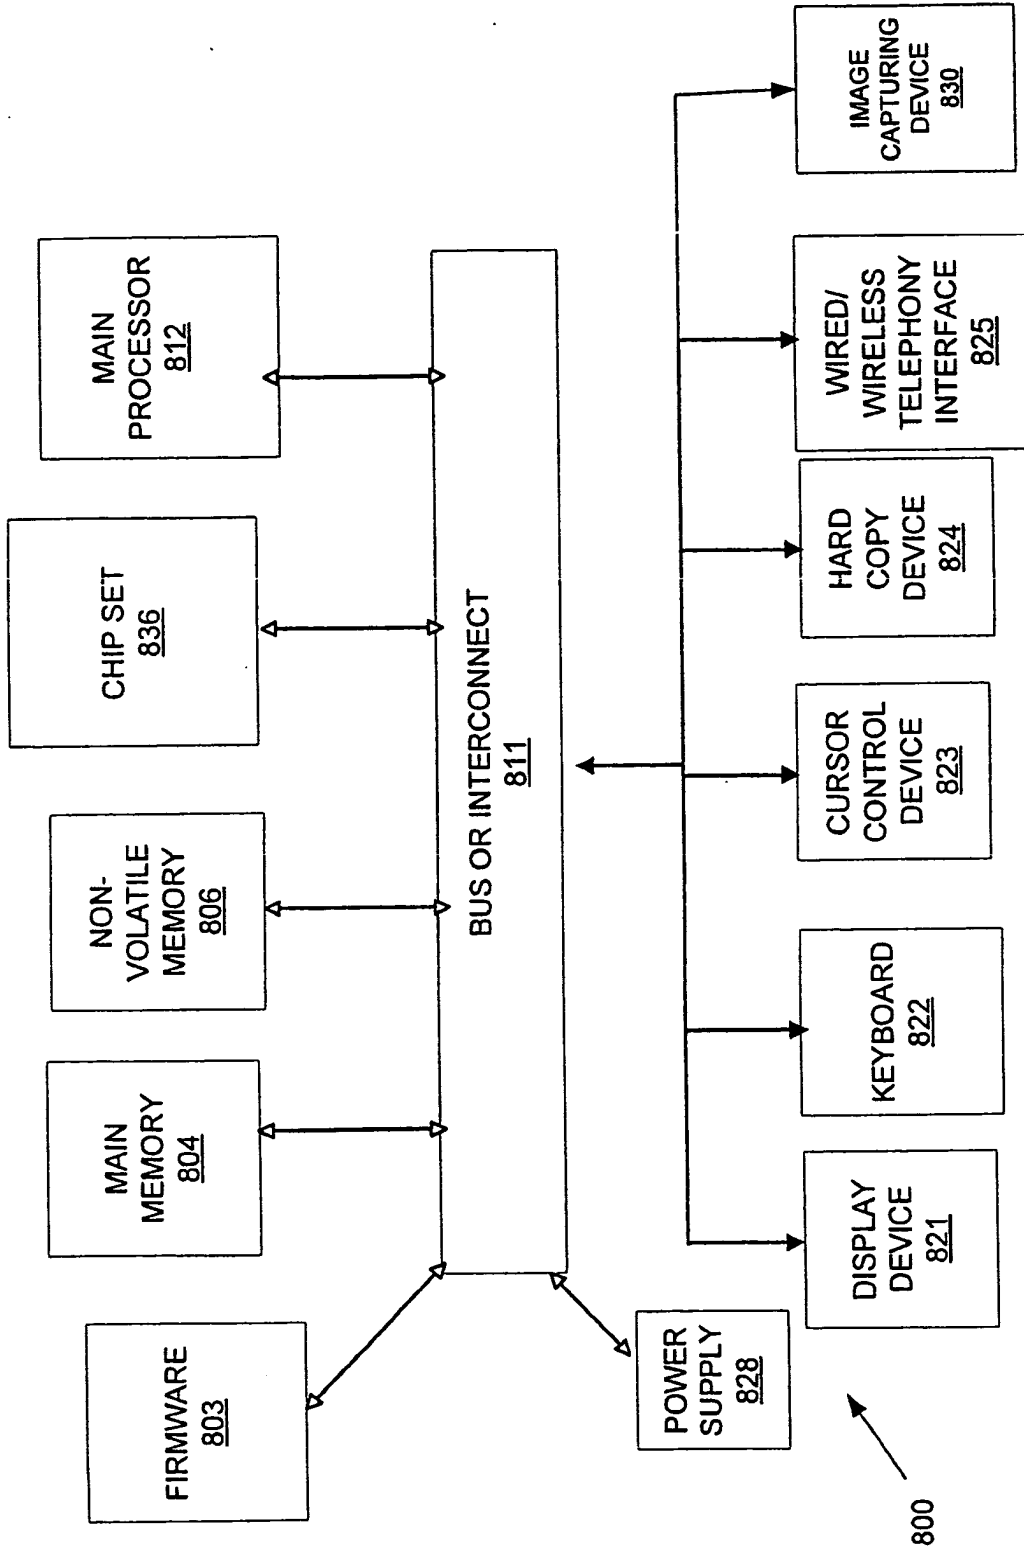 FIRMWARE
803
MAIN
MEMORY
804
NON-
VOLATILE
MEMORY
806
CHIP SET
836
MAIN
PROCESSOR
812
BUS OR INTERCONNECT
811
POWER
SUPPLY
828
DISPLAY
DEVICE
821
KEYBOARD
822
CURSOR
CONTROL
DEVICE
823
HARD
COPY
DEVICE
824
WIRED/
WIRELESS
TELEPHONY
INTERFACE
825
IMAGE
CAPTURING
DEVICE
830
800